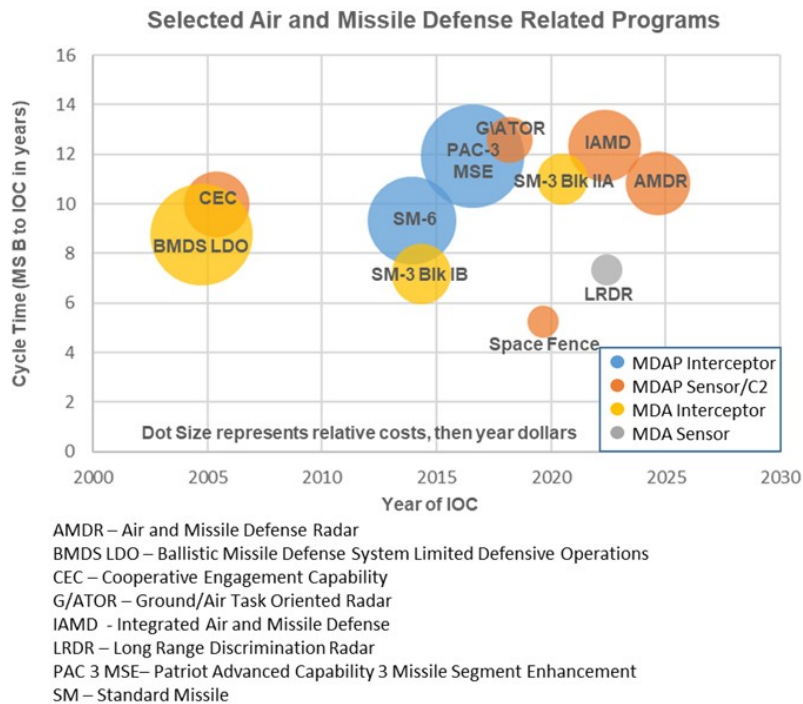 Selected Air and Missile Defense Related Programs
Cycle Time (MS B to IOC in years)
16
14
12
10
8
6
4
2
0
G\ATOR
PAC-3
MSE
IAMD
SM-3 Blk IIA
AMDR
CEC
SM-6
BMDS LDO
SM-3 Blk IB
LRDR
Space Fence
MDAP Interceptor
MDAP Sensor/C2
MDA Interceptor
MDA Sensor
Dot Size represents relative costs, then year dollars
2000
2005
2010
2015
2020
2025
2030
Year of IOC
AMDR – Air and Missile Defense Radar
BMDS LDO – Ballistic Missile Defense System Limited Defensive Operations
CEC – Cooperative Engagement Capability
G/ATOR – Ground/Air Task Oriented Radar
IAMD - Integrated Air and Missile Defense
LRDR – Long Range Discrimination Radar
PAC 3 MSE– Patriot Advanced Capability 3 Missile Segment Enhancement
SM – Standard Missile